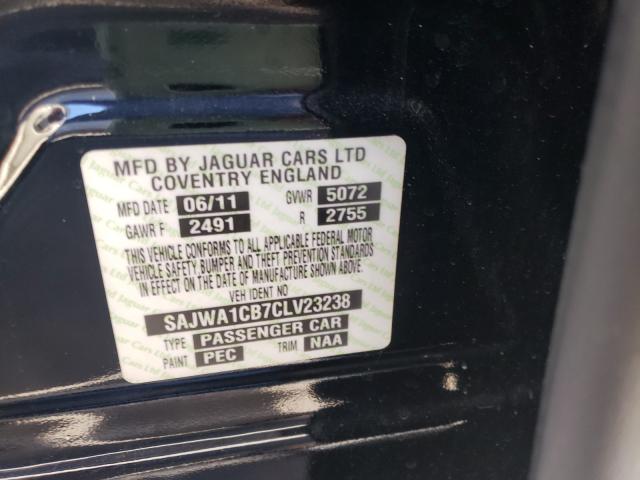 MFD BY JAGUAR CARS LTD
COVENTRY ENGLAND
MFD DATE 06/11 GVWR 5072
GAWR F 2491 R 2755
THIS VEHICLE CONFORMS TO ALL APPLICABLE FEDERAL MOTOR
VEHICLE SAFETY, BUMPER AND THEFT PREVENTION STANDARDS
IN EFFECT ON THE DATE OF MANUFACTURE SHOWN ABOVE.
VEH IDENT NO
SAJWA1CB7CLV23238
TYPE PASSENGER CAR
PAINT PEC TRIM NAA